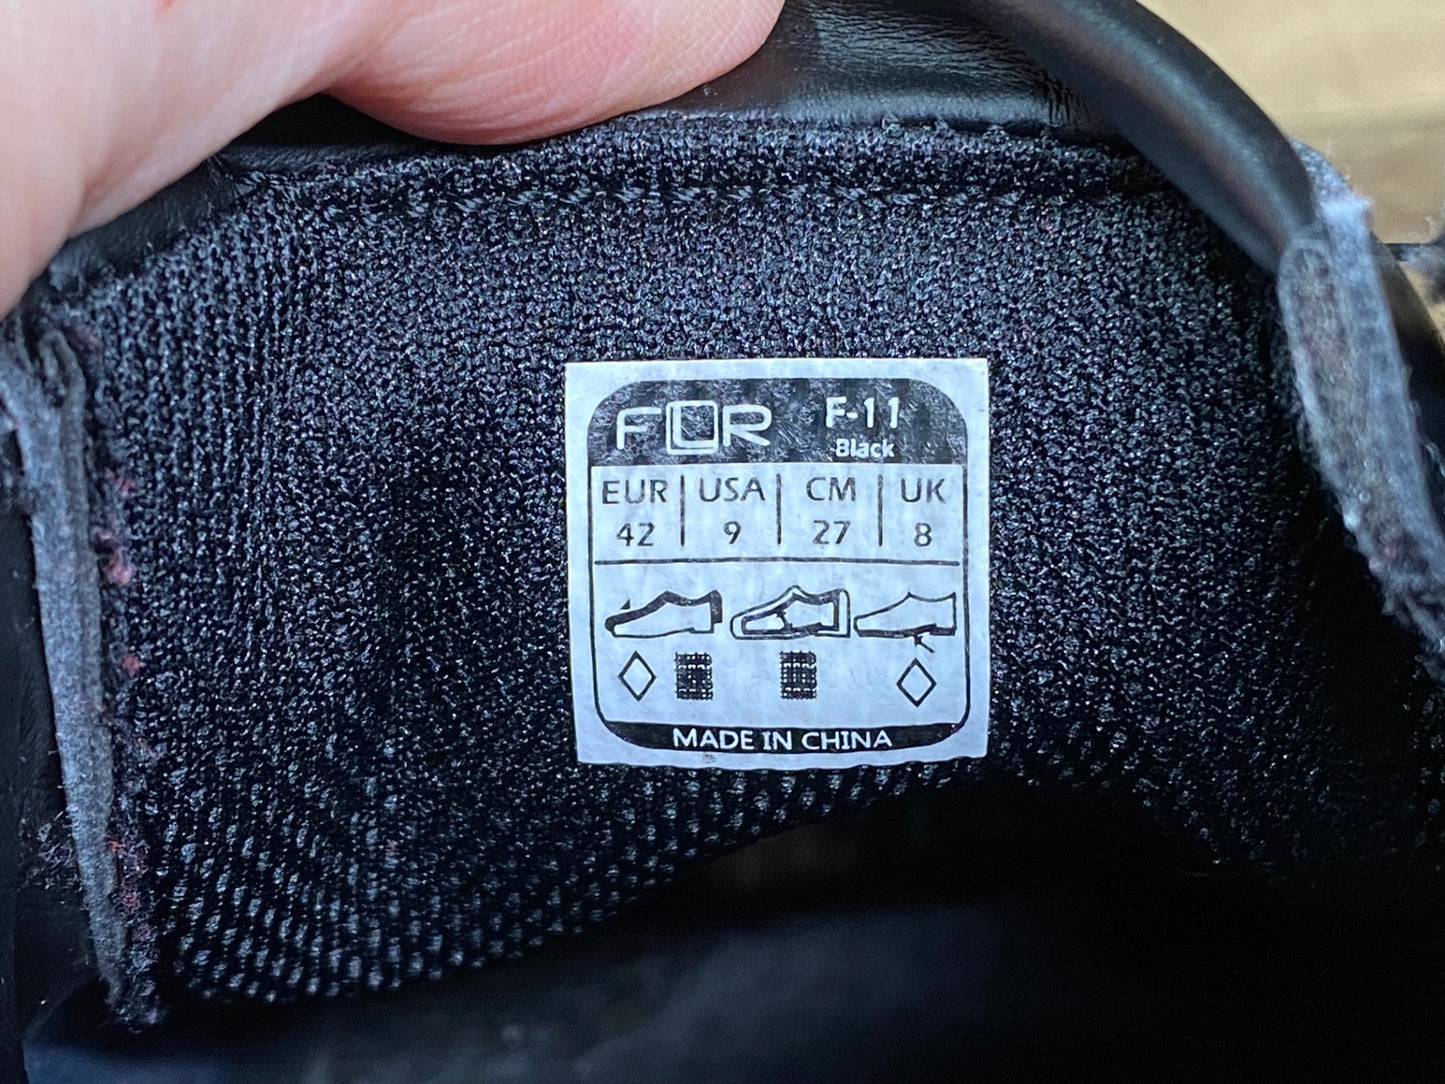 FLR F-11
Black
EUR | USA | CM | UK
42 | 9 | 27 | 8
MADE IN CHINA